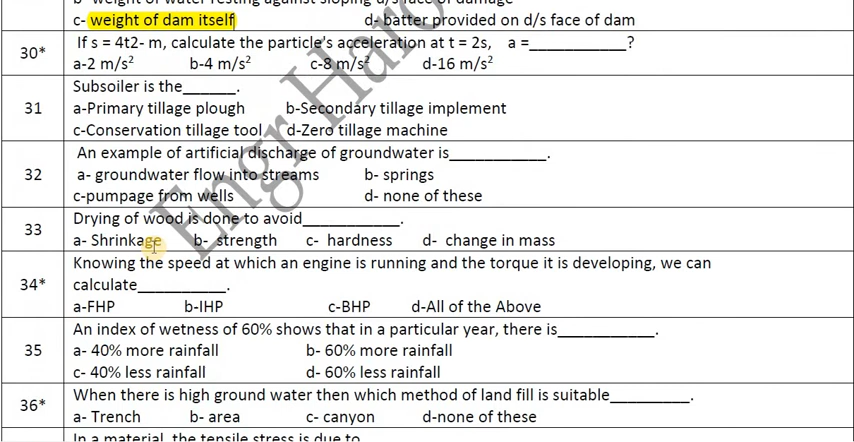 c- weight of dam itself d- batter provided on d/s face of dam
30* If s = 4t2- m, calculate the particle's acceleration at t = 2s, a =___________?
a-2 m/s² b-4 m/s² c-8 m/s² d-16 m/s²
31 Subsoiler is the______.
a-Primary tillage plough b-Secondary tillage implement
c-Conservation tillage tool d-Zero tillage machine
32 An example of artificial discharge of groundwater is___________.
a- groundwater flow into streams b- springs
c-pumpage from wells d- none of these
33 Drying of wood is done to avoid___________.
a- Shrinkage b- strength c- hardness d- change in mass
34* Knowing the speed at which an engine is running and the torque it is developing, we can
calculate__________.
a-FHP b-IHP c-BHP d-All of the Above
35 An index of wetness of 60% shows that in a particular year, there is___________.
a- 40% more rainfall b- 60% more rainfall
c- 40% less rainfall d- 60% less rainfall
36* When there is high ground water then which method of land fill is suitable_________.
a- Trench b- area c- canyon d-none of these
In a material, the tensile stress is due to
Engr Haro